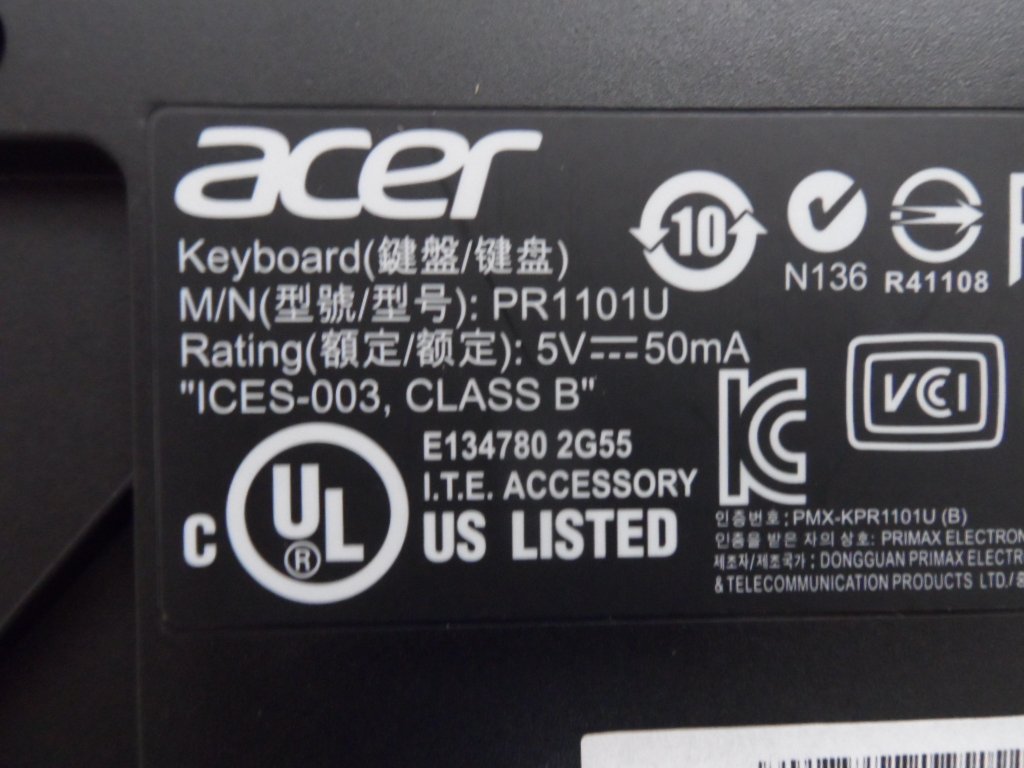 acer
Keyboard(鍵盤/键盘)
M/N(型號/型号): PR1101U
Rating(額定/额定): 5V⎓50mA
"ICES-003, CLASS B"
10
N136
R41108
VCCI
C UL ® US LISTED
E134780 2G55
I.T.E. ACCESSORY
인증번호: PMX-KPR1101U (B)
인증을 받은 자의 상호: PRIMAX ELECTRON
제조자/제조국가: DONGGUAN PRIMAX ELECTR
& TELECOMMUNICATION PRODUCTS LTD./중